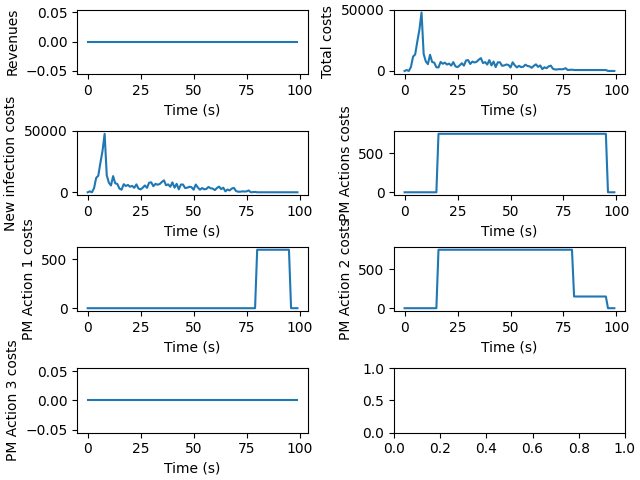 Revenues
0.05
0.00
−0.05
0 25 50 75 100
Time (s)
Total costs
50000
0
0 25 50 75 100
Time (s)
New infection costs
50000
0
0 25 50 75 100
Time (s)
PM Actions costs
500
0
0 25 50 75 100
Time (s)
PM Action 1 costs
500
0
0 25 50 75 100
Time (s)
PM Action 2 costs
500
0
0 25 50 75 100
Time (s)
PM Action 3 costs
0.05
0.00
−0.05
0 25 50 75 100
Time (s)
1.0
0.5
0.0
0.0 0.2 0.4 0.6 0.8 1.0